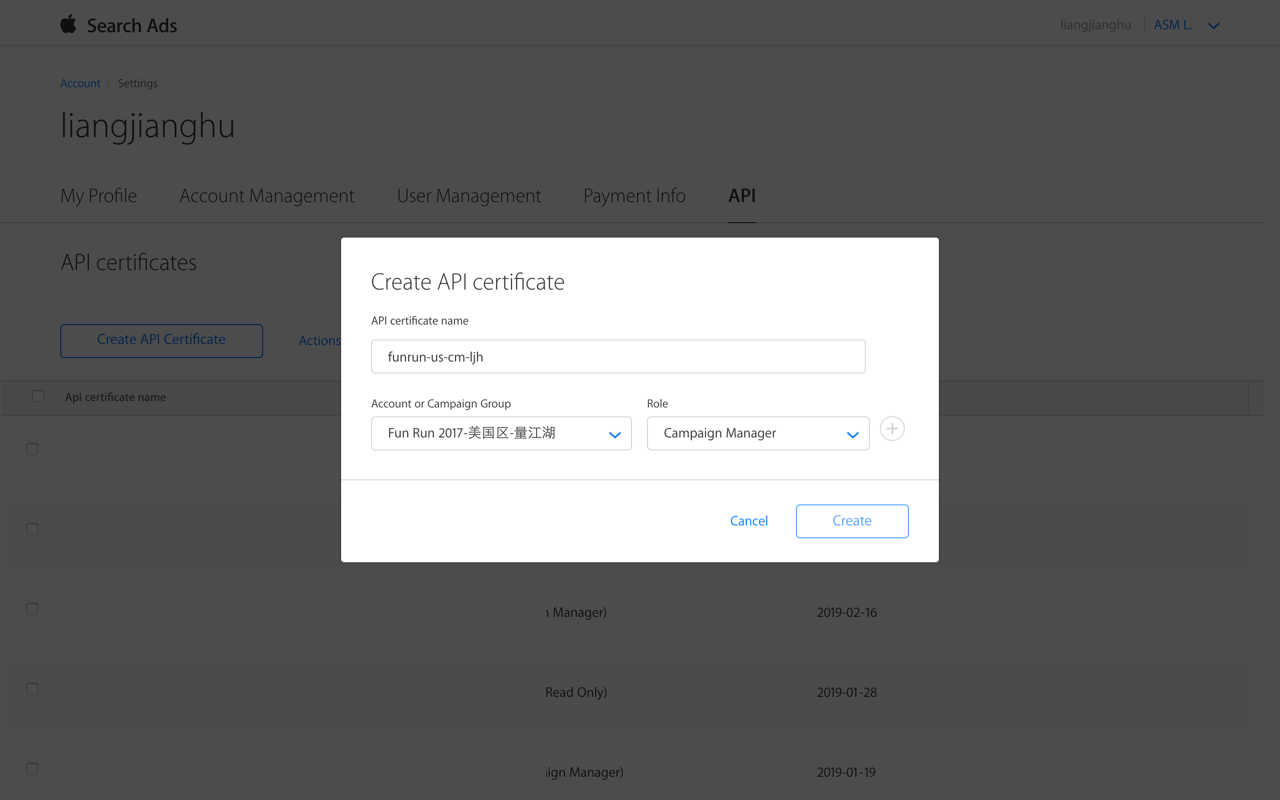 Search Ads
liangjianghu ASM L.
Account Settings
liangjianghu
My Profile Account Management User Management Payment Info API
API certificates
Create API Certificate Actions
Api certificate name
Create API certificate
API certificate name
funrun-us-cm-ljh
Account or Campaign Group Role
Fun Run 2017-美国区-量江湖 Campaign Manager
Cancel Create
Manager) 2019-02-16
Read Only) 2019-01-28
ign Manager) 2019-01-19